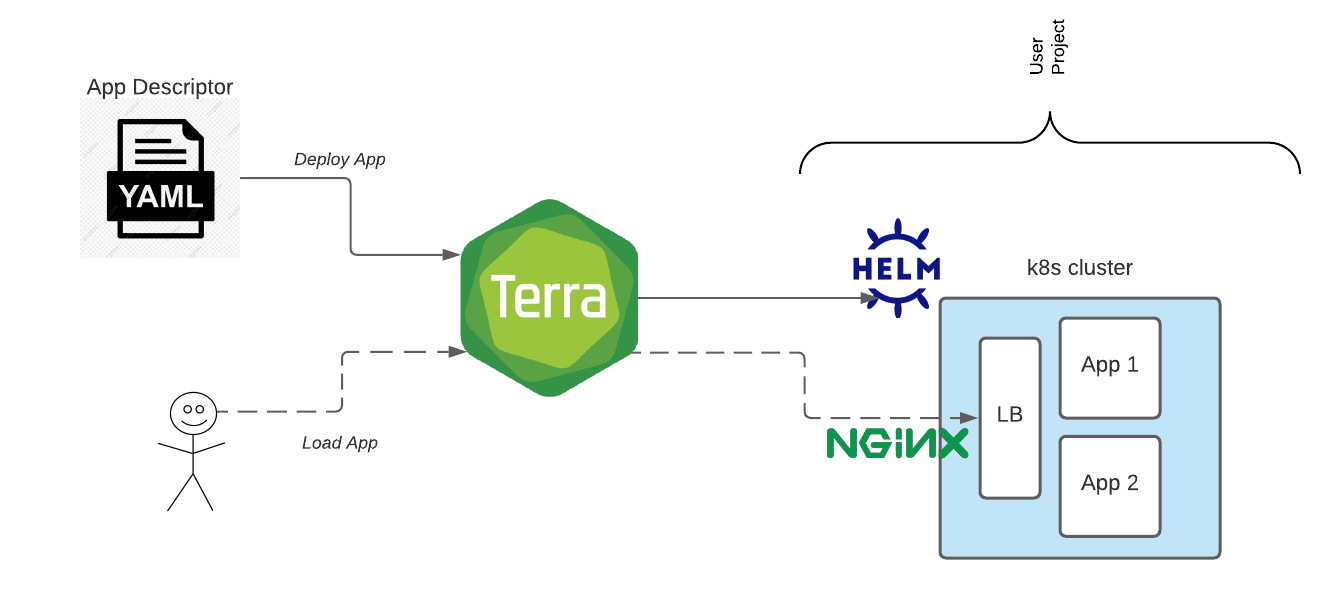 User
Project
App Descriptor
YAML
Deploy App
Terra
HELM
k8s cluster
App 1
LB
Load App
NGiNX
App 2